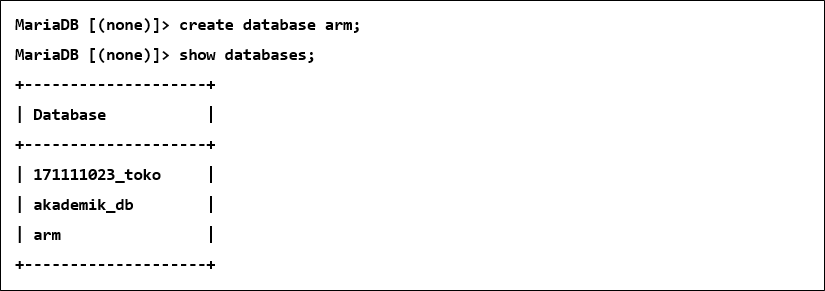 MariaDB [(none)]> create database arm;
MariaDB [(none)]> show databases;
+--------------------+
| Database           |
+--------------------+
| 171111023_toko     |
| akademik_db        |
| arm                |
+--------------------+